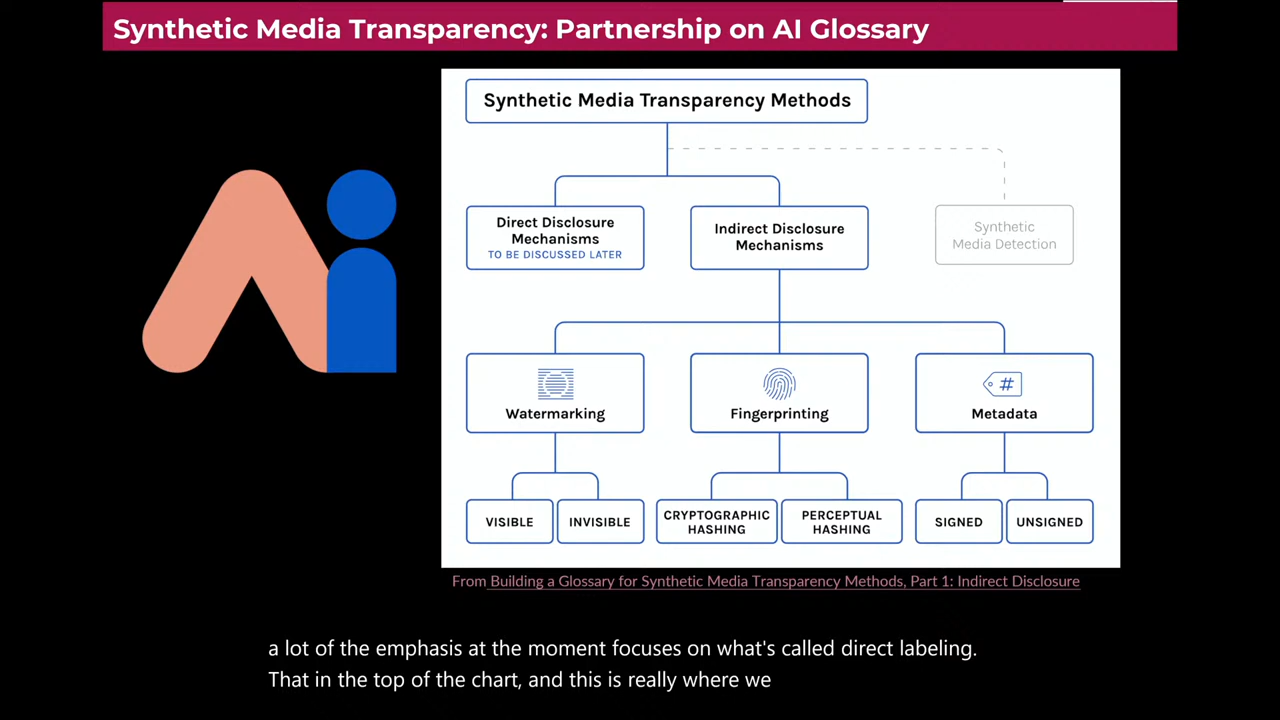 Synthetic Media Transparency: Partnership on AI Glossary
Synthetic Media Transparency Methods
Direct Disclosure
Mechanisms
TO BE DISCUSSED LATER
Indirect Disclosure
Mechanisms
Synthetic
Media Detection
Watermarking
Fingerprinting
#
Metadata
VISIBLE
INVISIBLE
CRYPTOGRAPHIC
HASHING
PERCEPTUAL
HASHING
SIGNED
UNSIGNED
From Building a Glossary for Synthetic Media Transparency Methods, Part 1: Indirect Disclosure
a lot of the emphasis at the moment focuses on what's called direct labeling.
That in the top of the chart, and this is really where we